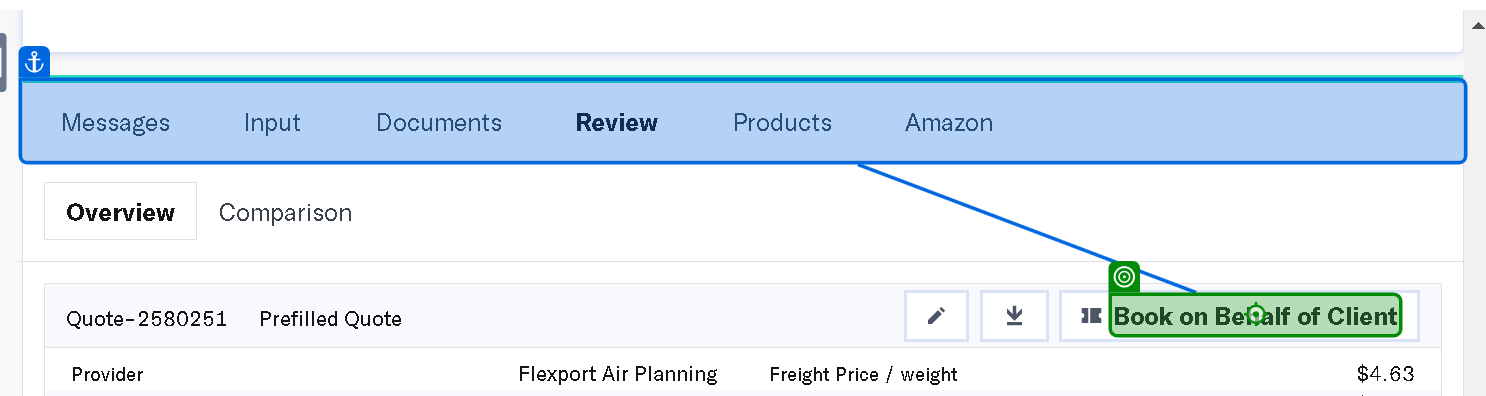 Messages Input Documents Review Products Amazon
Overview Comparison
Quote-2580251 Prefilled Quote Book on Behalf of Client
Provider Flexport Air Planning Freight Price / weight $4.63